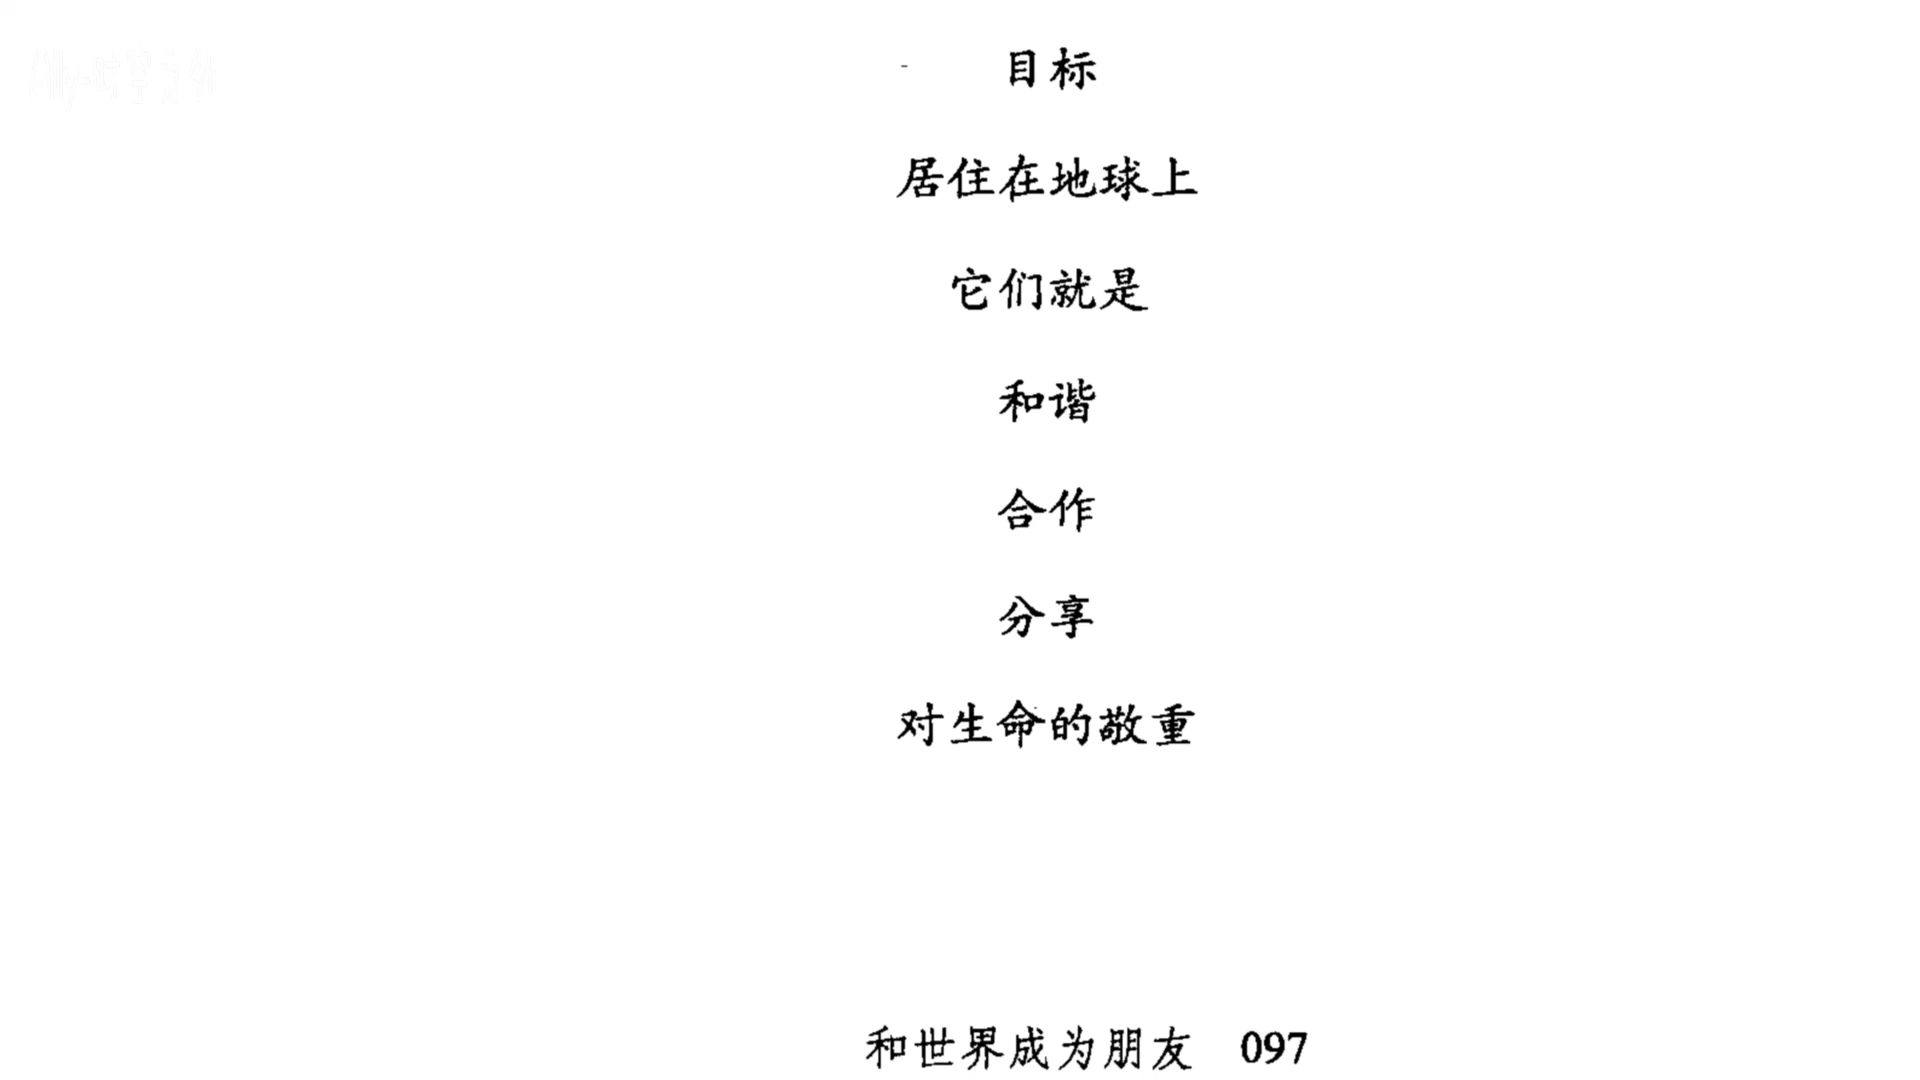 目标
居住在地球上
它们就是
和谐
合作
分享
对生命的敬重
和世界成为朋友 097